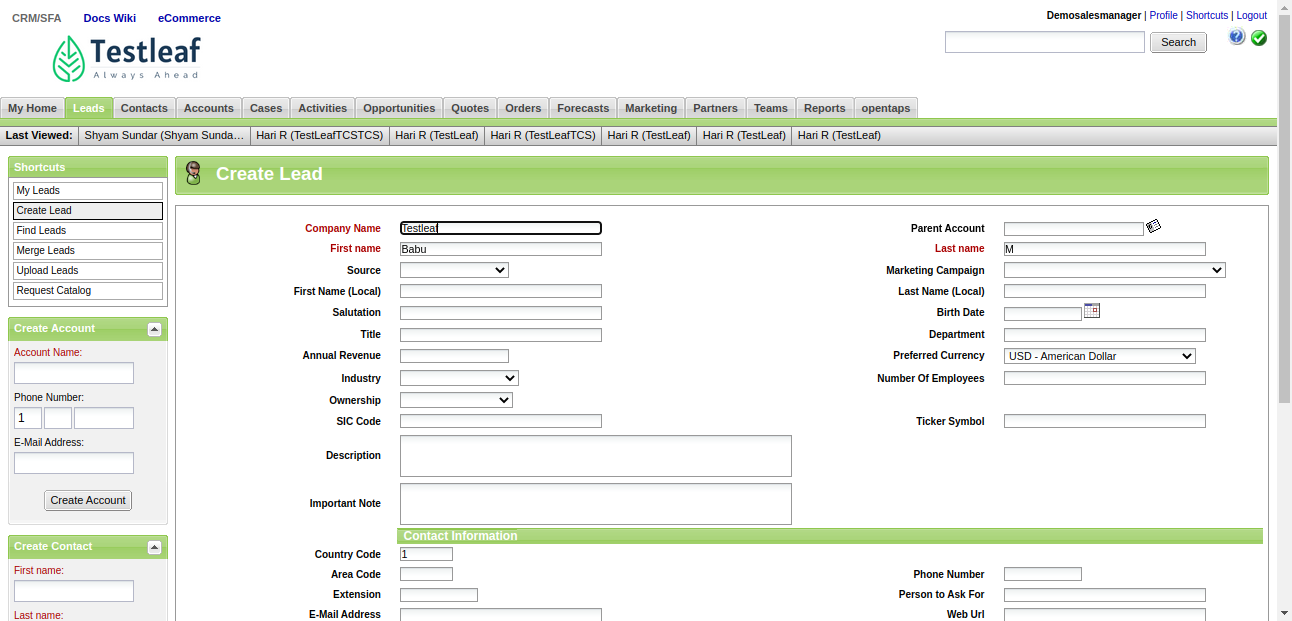 CRM/SFA Docs Wiki eCommerce
Demosalesmanager | Profile | Shortcuts | Logout
Testleaf
Always Ahead
Search
?
My Home Leads Contacts Accounts Cases Activities Opportunities Quotes Orders Forecasts Marketing Partners Teams Reports opentaps
Last Viewed: Shyam Sundar (Shyam Sunda... Hari R (TestLeafTCSTCS) Hari R (TestLeaf) Hari R (TestLeafTCS) Hari R (TestLeaf) Hari R (TestLeaf) Hari R (TestLeaf)
Shortcuts
My Leads
Create Lead
Find Leads
Merge Leads
Upload Leads
Request Catalog
Create Account
Account Name:
Phone Number:
1
E-Mail Address:
Create Account
Create Contact
First name:
Last name:
Create Lead
Company Name Testleaf Parent Account
First name Babu Last name M
Source Marketing Campaign
First Name (Local) Last Name (Local)
Salutation Birth Date
Title Department
Annual Revenue Preferred Currency USD - American Dollar
Industry Number Of Employees
Ownership
SIC Code Ticker Symbol
Description
Important Note
Contact Information
Country Code 1
Area Code Phone Number
Extension Person to Ask For
E-Mail Address Web Url